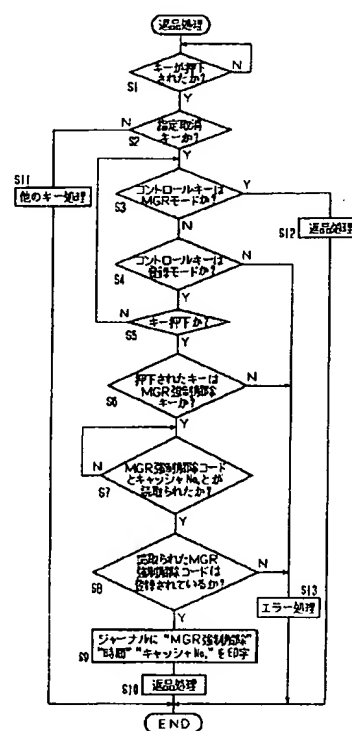 返品処理
キーが押下
されたか?
N
S1
Y
N
指定取消
キーか?
S2
S11
Y
他のキー処理
コントロールキーは
MGRモードか?
Y
S3
S12
N
返品処理
コントロールキーは
登録モードか?
N
S4
Y
N
キー押下か?
S5
Y
押下されたキーは
MGR強制解除
キーか?
N
S6
Y
N
MGR強制解除コード
とキャッシャNo.とが
読取られたか?
S7
Y
読取られたMGR
強制解除コードは
登録されているか?
N
S8
S13
Y
エラー処理
ジャーナルに"MGR強制解除"
"時間""キャッシャNo."を印字
S9
S10
返品処理
END